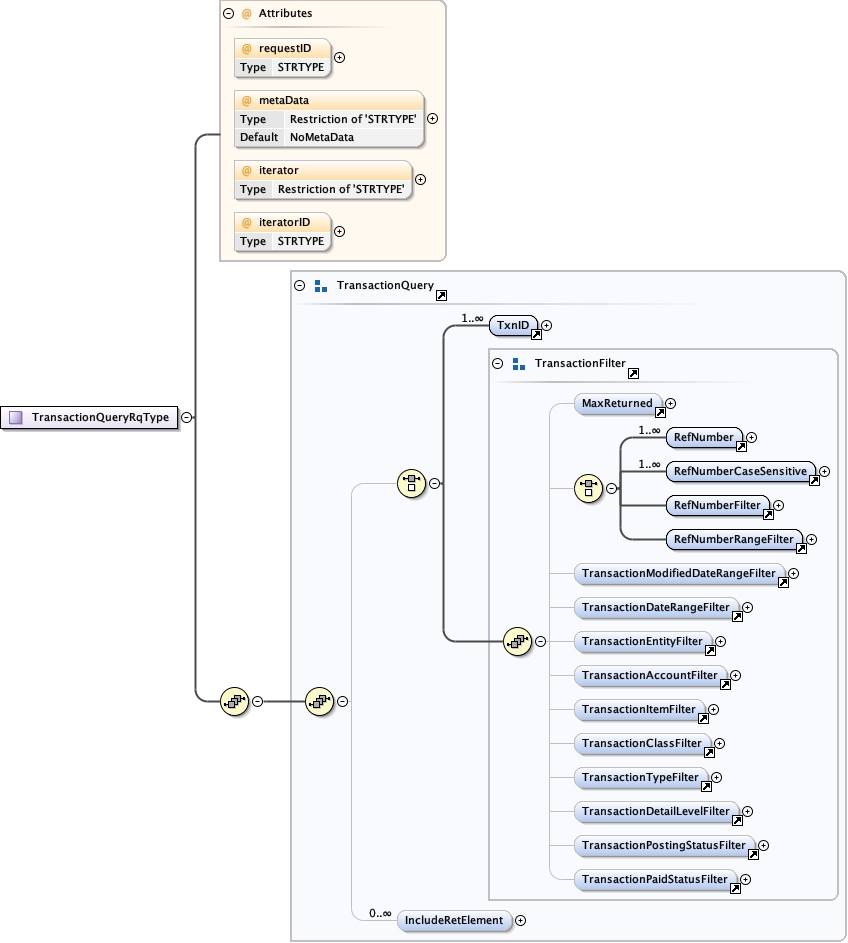 @ Attributes
@ requestID
Type STRTYPE
@ metaData
Type Restriction of 'STRTYPE'
Default NoMetaData
@ iterator
Type Restriction of 'STRTYPE'
@ iteratorID
Type STRTYPE
TransactionQuery
1..∞ TxnID
TransactionFilter
MaxReturned
TransactionQueryRqType
1..∞ RefNumber
1..∞ RefNumberCaseSensitive
RefNumberFilter
RefNumberRangeFilter
TransactionModifiedDateRangeFilter
TransactionDateRangeFilter
TransactionEntityFilter
TransactionAccountFilter
TransactionItemFilter
TransactionClassFilter
TransactionTypeFilter
TransactionDetailLevelFilter
TransactionPostingStatusFilter
TransactionPaidStatusFilter
0..∞ IncludeRetElement